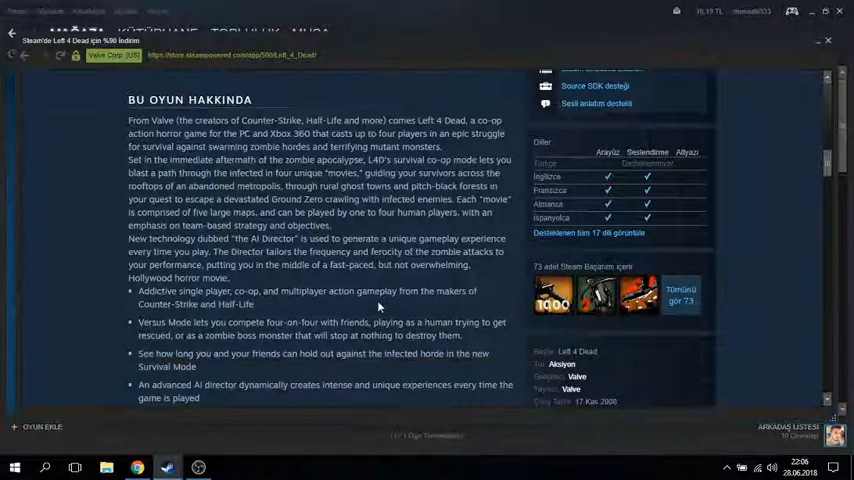 MAĞAZA KÜTÜPHANE TOPLULUK MUSA
18,19 TL
Steam'de Left 4 Dead için %90 İndirim
Valve Corp. [US]
https://store.steampowered.com/app/500/Left_4_Dead/
BU OYUN HAKKINDA
From Valve (the creators of Counter-Strike, Half-Life and more) comes Left 4 Dead, a co-op
action horror game for the PC and Xbox 360 that casts up to four players in an epic struggle
for survival against swarming zombie hordes and terrifying mutant monsters.
Set in the immediate aftermath of the zombie apocalypse, L4D's survival co-op mode lets you
blast a path through the infected in four unique "movies," guiding your survivors across the
rooftops of an abandoned metropolis, through rural ghost towns and pitch-black forests in
your quest to escape a devastated Ground Zero crawling with infected enemies. Each "movie"
is comprised of five large maps, and can be played by one to four human players, with an
emphasis on team-based strategy and objectives.
New technology dubbed "the AI Director" is used to generate a unique gameplay experience
every time you play. The Director tailors the frequency and ferocity of the zombie attacks to
your performance, putting you in the middle of a fast-paced, but not overwhelming,
Hollywood horror movie.
Addictive single player, co-op, and multiplayer action gameplay from the makers of
Counter-Strike and Half-Life
Versus Mode lets you compete four-on-four with friends, playing as a human trying to get
rescued, or as a zombie boss monster that will stop at nothing to destroy them.
See how long you and your friends can hold out against the infected horde in the new
Survival Mode
An advanced AI director dynamically creates intense and unique experiences every time the
game is played
Source SDK desteği
Sesli anlatım destekli
Diller
Arayüz Seslendirme Altyazı
Türkçe Desteklenmiyor
İngilizce ✓ ✓
Fransızca ✓ ✓
Almanca ✓ ✓
İspanyolca ✓ ✓
Desteklenen tüm 17 dili görüntüle
73 adet Steam Başarımı içerir
1000
Tümünü
gör 73
Başlık: Left 4 Dead
Tür: Aksiyon
Geliştirici: Valve
Yayıncı: Valve
Çıkış Tarihi: 17 Kas 2008
OYUN EKLE
ARKADAŞ LİSTESİ
22:06
28.06.2018